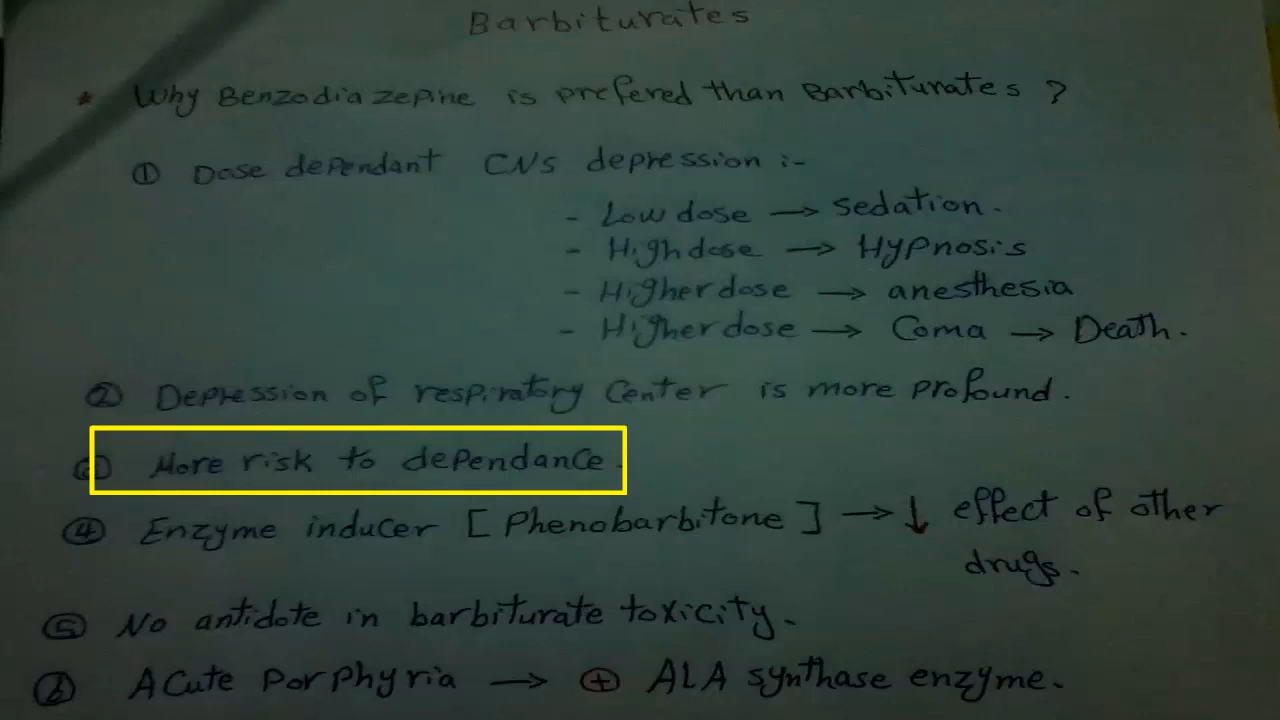 Barbiturates
* Why Benzodiazepine is prefered than Barbiturates ?
① Dose dependant CNS depression :-
- Low dose → sedation.
- High dose → Hypnosis
- Higher dose → anesthesia
- Higher dose → Coma → Death.
② Depression of respiratory Center is more profound.
③ More risk to dependance.
④ Enzyme inducer [Phenobarbitone] → ↓ effect of other
drugs.
⑤ No antidote in barbiturate toxicity.
⑥ Acute Porphyria → ⊕ ALA synthase enzyme.